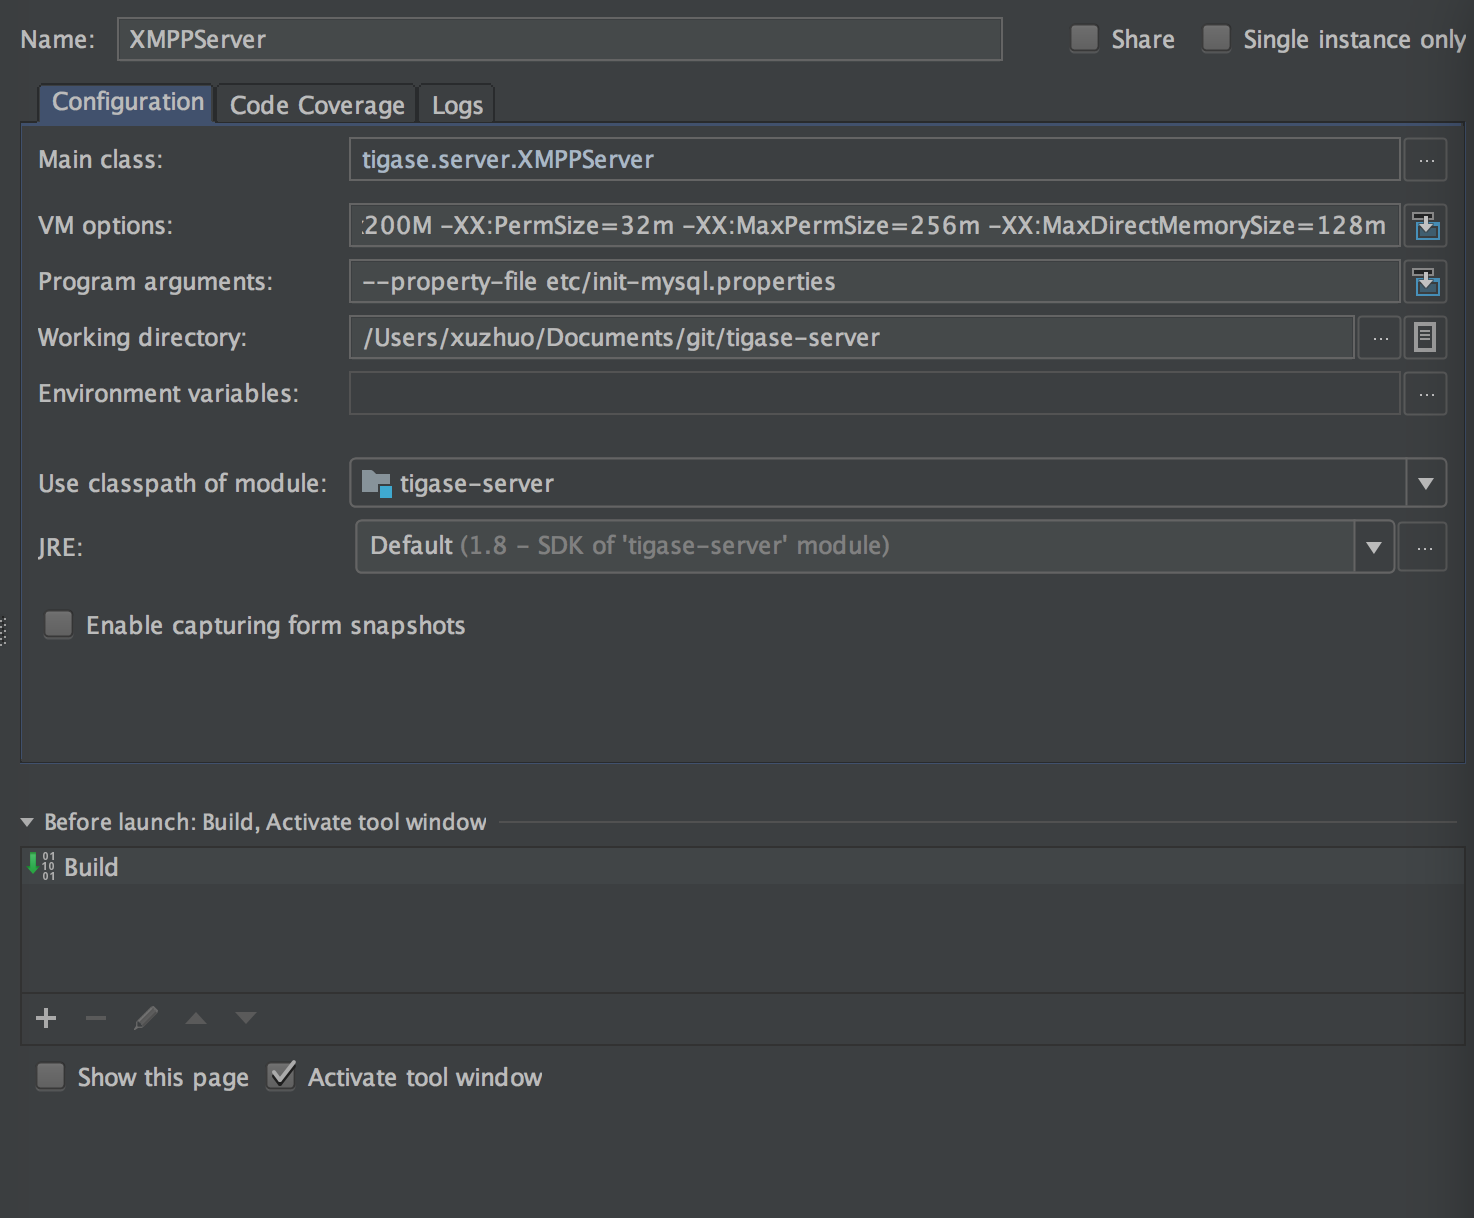 Name: XMPPServer Share Single instance only
Configuration Code Coverage Logs
Main class: tigase.server.XMPPServer ...
VM options: 200M -XX:PermSize=32m -XX:MaxPermSize=256m -XX:MaxDirectMemorySize=128m
Program arguments: --property-file etc/init-mysql.properties
Working directory: /Users/xuzhuo/Documents/git/tigase-server ...
Environment variables: ...
Use classpath of module: tigase-server
JRE: Default (1.8 - SDK of 'tigase-server' module) ...
Enable capturing form snapshots
Before launch: Build, Activate tool window
01
10
01 Build
Show this page Activate tool window